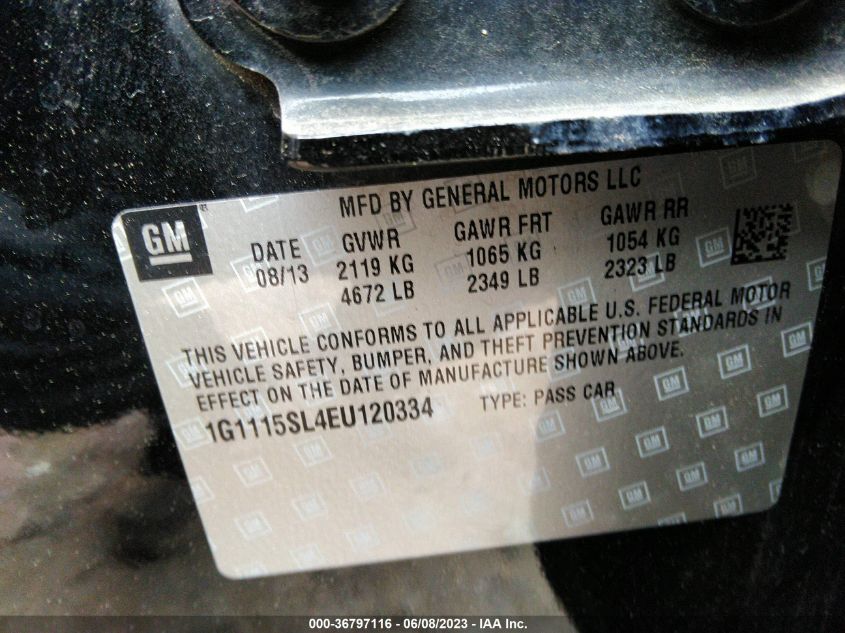 MFD BY GENERAL MOTORS LLC
GM
DATE GVWR GAWR FRT GAWR RR
08/13 2119 KG 1065 KG 1054 KG
4672 LB 2349 LB 2323 LB
THIS VEHICLE CONFORMS TO ALL APPLICABLE U.S. FEDERAL MOTOR
VEHICLE SAFETY, BUMPER, AND THEFT PREVENTION STANDARDS IN
EFFECT ON THE DATE OF MANUFACTURE SHOWN ABOVE.
1G1115SL4EU120334 TYPE: PASS CAR
000-36797116 - 06/08/2023 - IAA Inc.